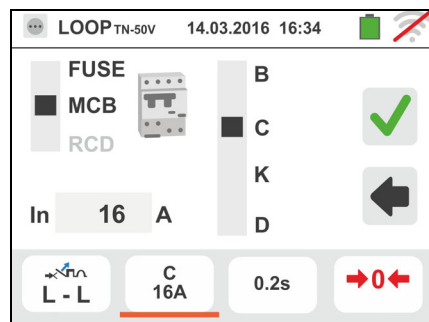 LOOP TN-50V 14.03.2016 16:34
FUSE
MCB
RCD
B
C
K
D
In 16 A
L - L
C
16A
0.2s
0